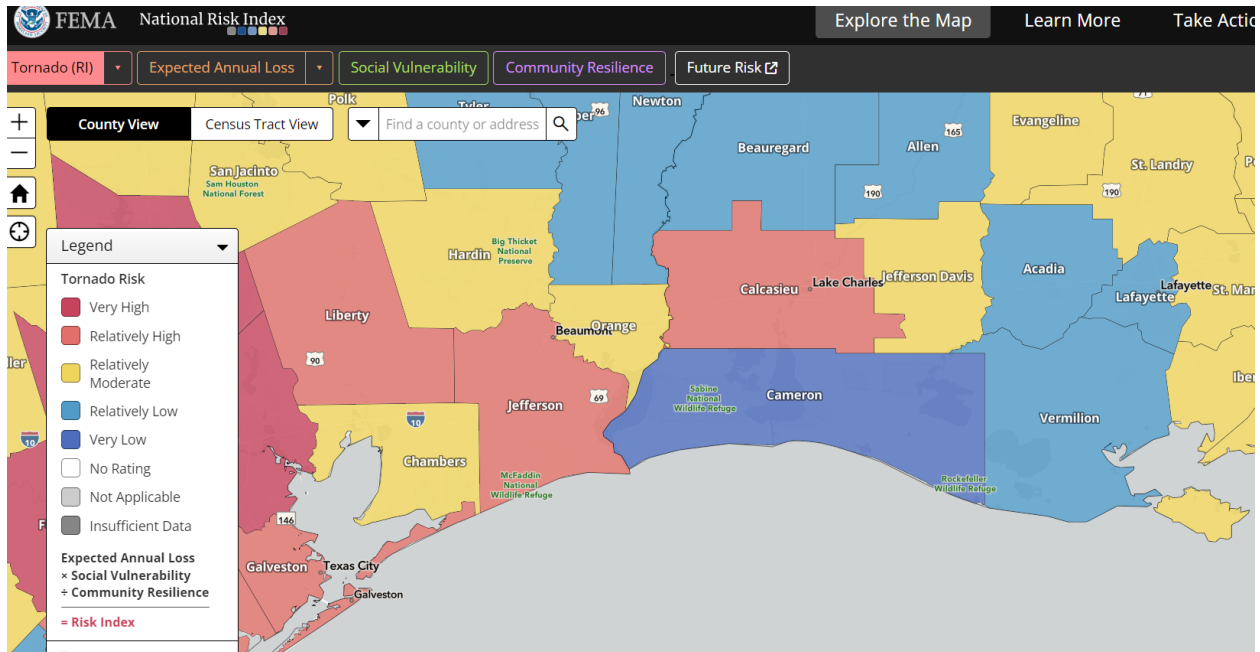 FEMA
National Risk Index
Explore the Map
Learn More
Tornado (RI)
Expected Annual Loss
Social Vulnerability
Community Resilience
Future Risk
County View
Census Tract View
Find a county or address
Polk
Tyler
96
Newton
San Jacinto
Sam Houston
National Forest
Beauregard
Allen
165
190
Evangeline
St. Landry
190
Legend
Tornado Risk
Very High
Relatively High
Relatively
Moderate
Relatively Low
Very Low
No Rating
Not Applicable
Insufficient Data
Expected Annual Loss
× Social Vulnerability
÷ Community Resilience
= Risk Index
10
Liberty
90
Hardin
Big Thicket
National
Preserve
Beaumont
Orange
Calcasieu
Lake Charles
Jefferson Davis
Acadia
Lafayette
Lafayette
Jefferson
69
Sabine
National
Wildlife Refuge
Cameron
Vermilion
10
Chambers
McFaddin
National
Wildlife Refuge
Rockefeller
Wildlife Refuge
146
Galveston
Texas City
Galveston